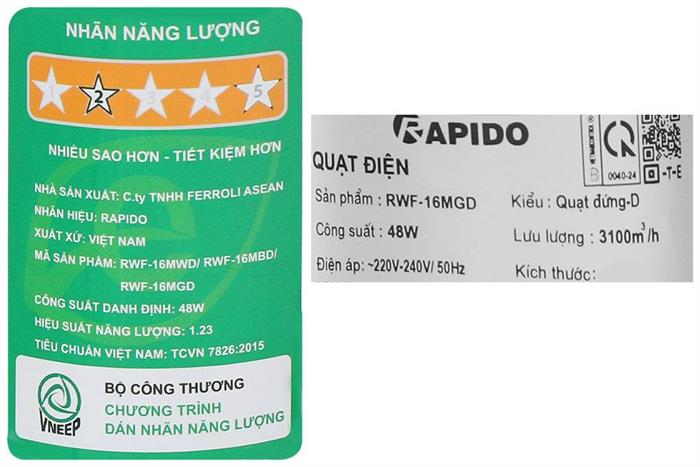 NHÃN NĂNG LƯỢNG
1 2 3 4 5
NHIỀU SAO HƠN - TIẾT KIỆM HƠN
NHÀ SẢN XUẤT: C.ty TNHH FERROLI ASEAN
NHÃN HIỆU: RAPIDO
XUẤT XỨ: VIỆT NAM
MÃ SẢN PHẨM: RWF-16MWD/ RWF-16MBD/
RWF-16MGD
CÔNG SUẤT DANH ĐỊNH: 48W
HIỆU SUẤT NĂNG LƯỢNG: 1.23
TIÊU CHUẨN VIỆT NAM: TCVN 7826:2015
VNEEP
BỘ CÔNG THƯƠNG
CHƯƠNG TRÌNH
DÁN NHÃN NĂNG LƯỢNG
RAPIDO
QUẠT ĐIỆN
Sản phẩm : RWF-16MGD
Công suất : 48W
Điện áp: ~220V-240V/ 50Hz
Kiểu: Quạt đứng-D
Lưu lượng : 3100m³/h
Kích thước:
0040-24
-T-E